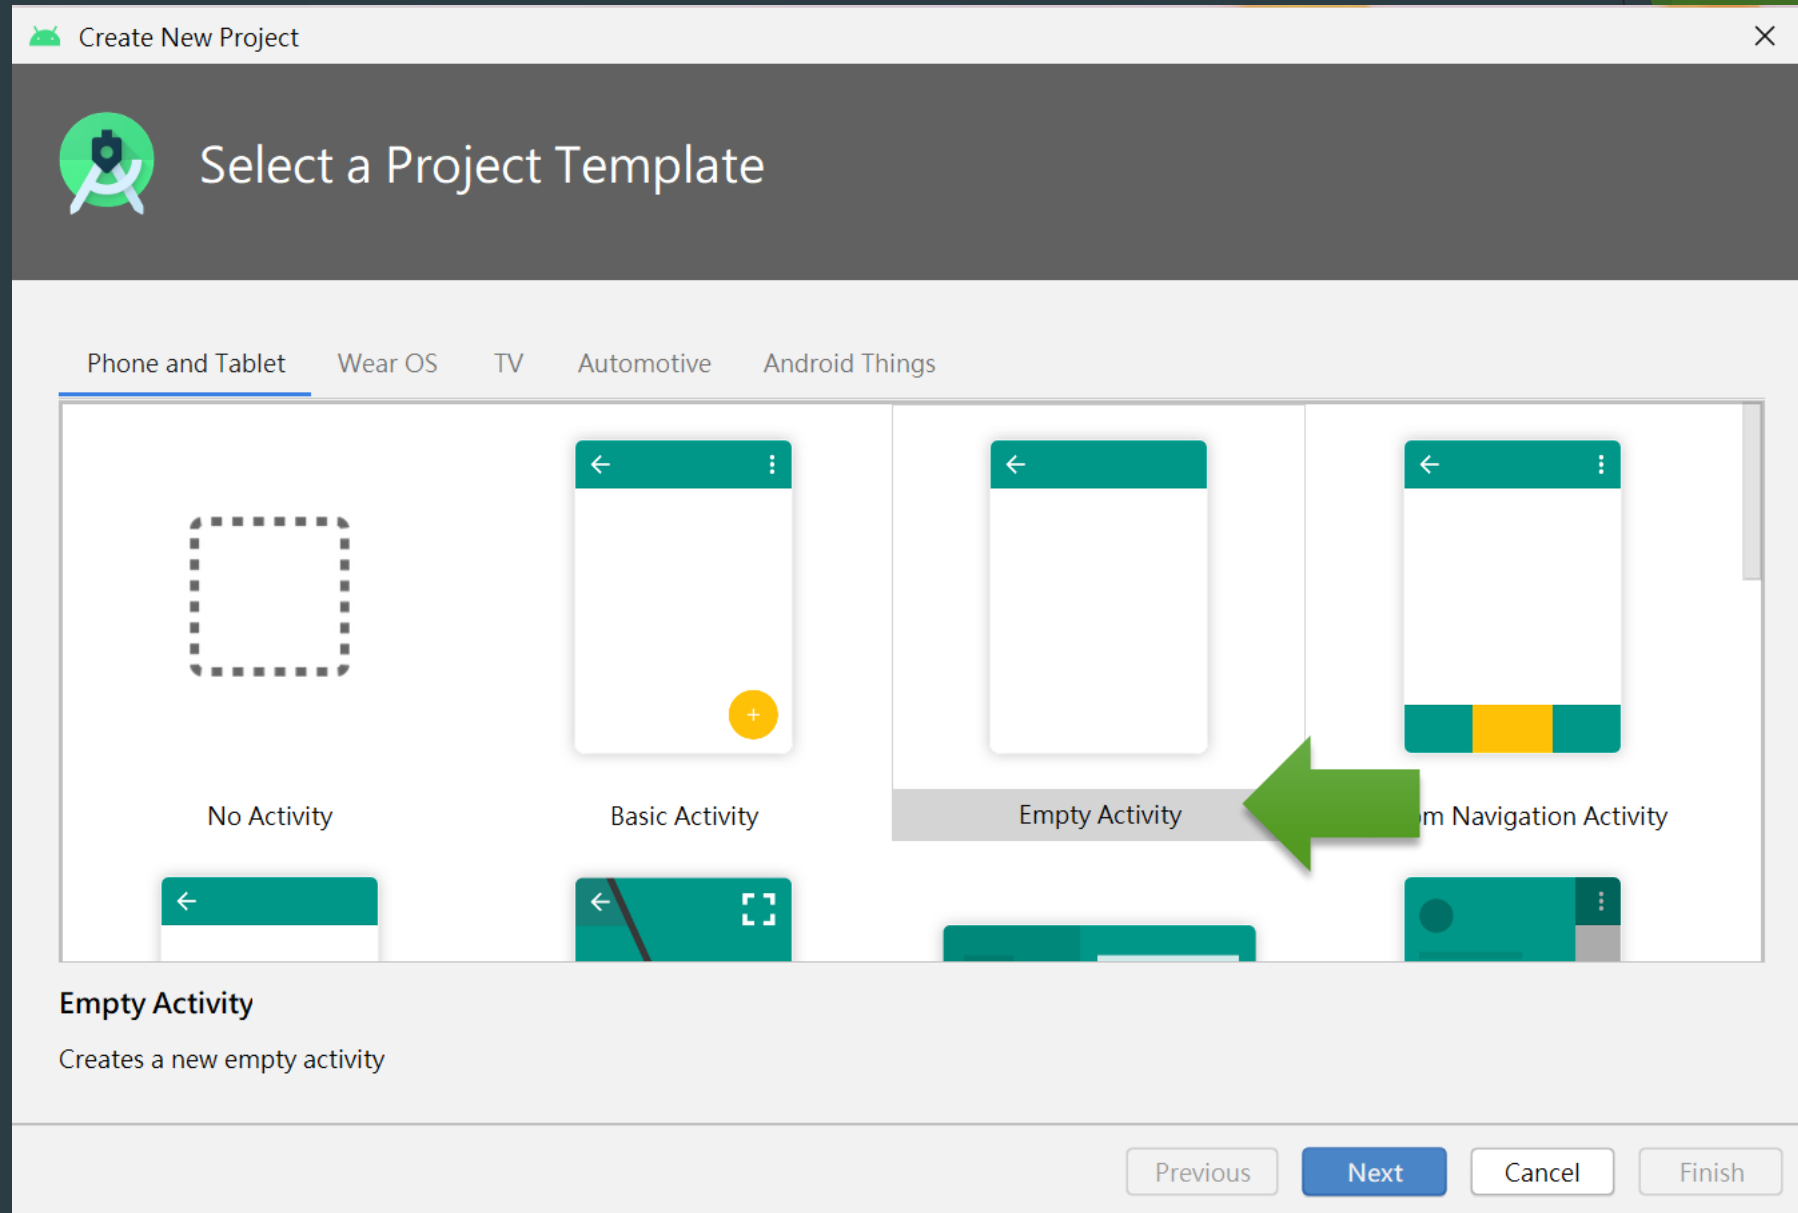 Create New Project
Select a Project Template
Phone and Tablet Wear OS TV Automotive Android Things
No Activity Basic Activity Empty Activity Navigation Activity
Empty Activity
Creates a new empty activity
Previous Next Cancel Finish